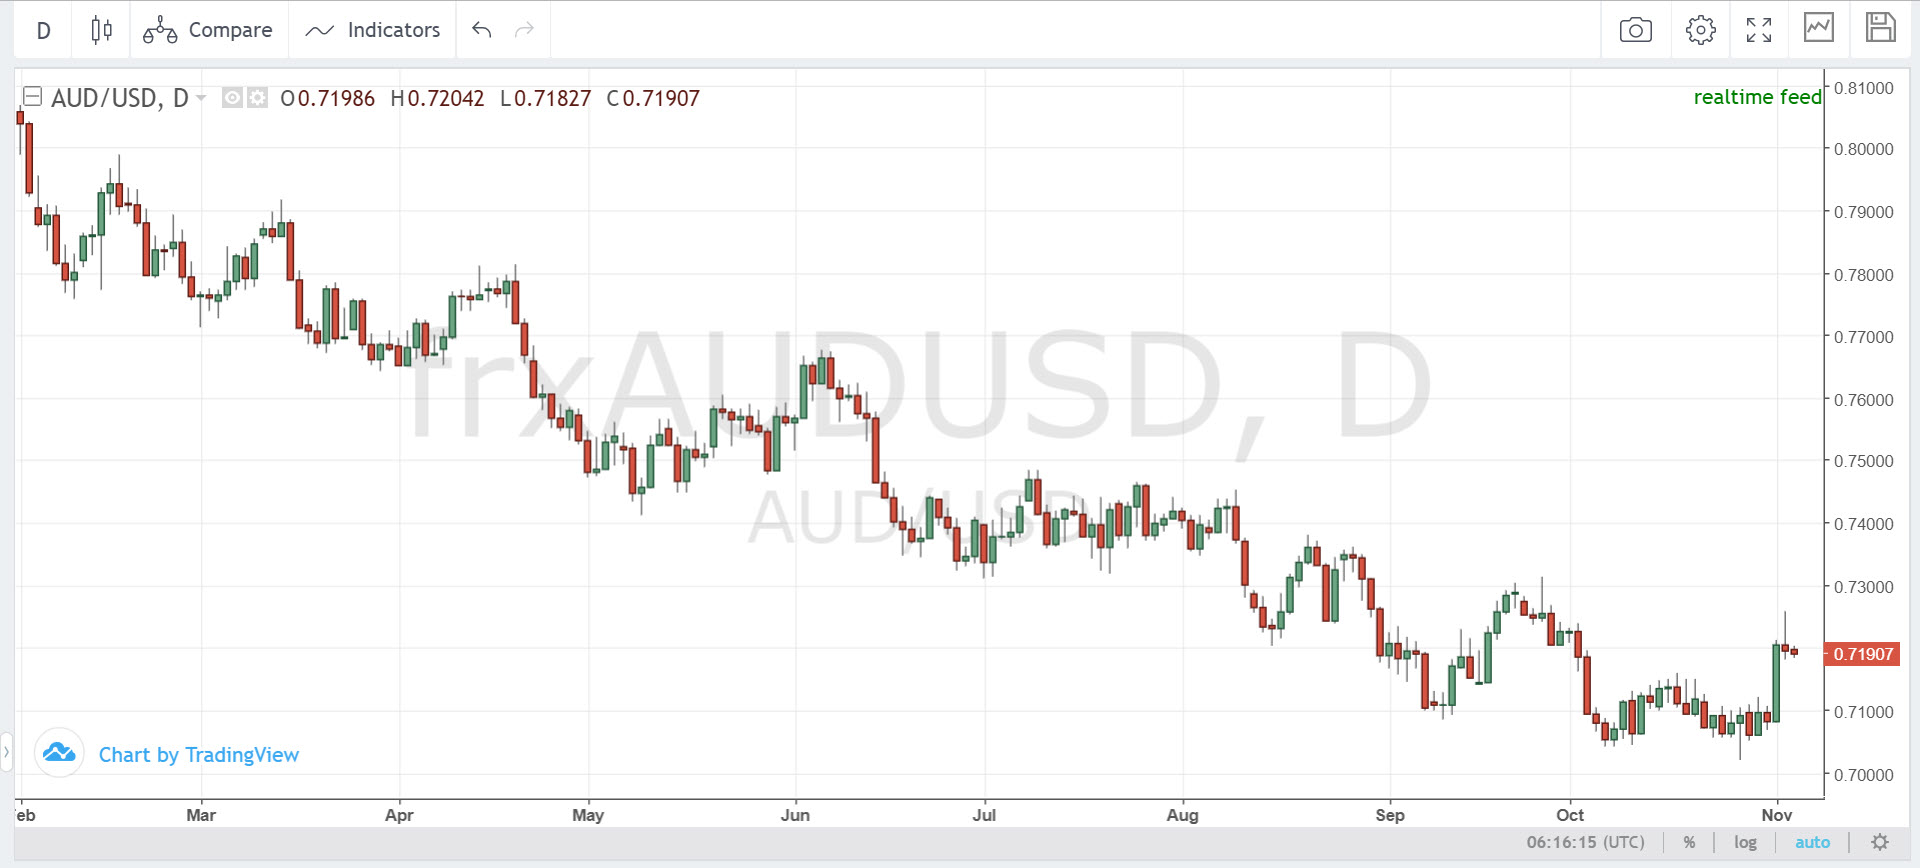 D Compare Indicators
AUD/USD, D O0.71986 H0.72042 L0.71827 C0.71907
realtime feed
0.81000
0.80000
0.79000
0.78000
0.77000
0.76000
0.75000
0.74000
0.73000
0.71907
0.71000
0.70000
frxAUDUSD, D
AUD/USD
Chart by TradingView
eb Mar Apr May Jun Jul Aug Sep Oct Nov
06:16:15 (UTC) % log auto